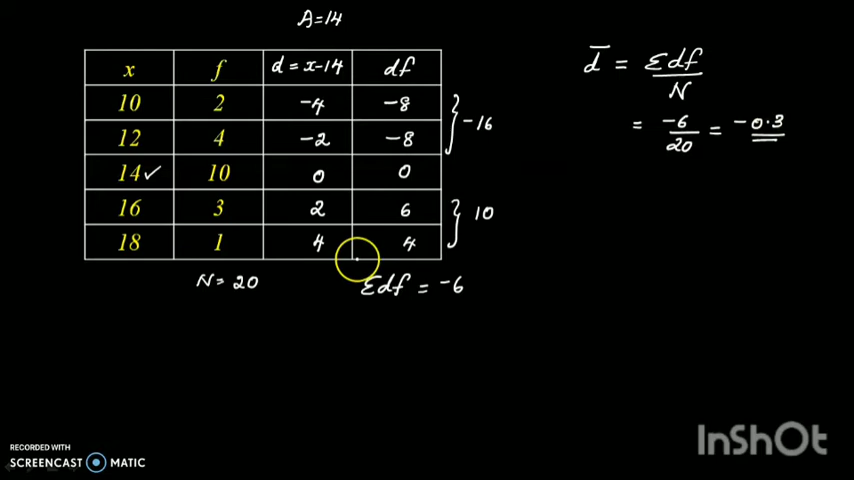 A=14
x f d = x-14 df
10 2 -4 -8
12 4 -2 -8
-16
14✓ 10 0 0
16 3 2 6
18 1 4 4
10
N = 20 Σdf = -6
d̄ = Σdf/N
= -6/20 = -0.3
RECORDED WITH
SCREENCAST MATIC
InShOt